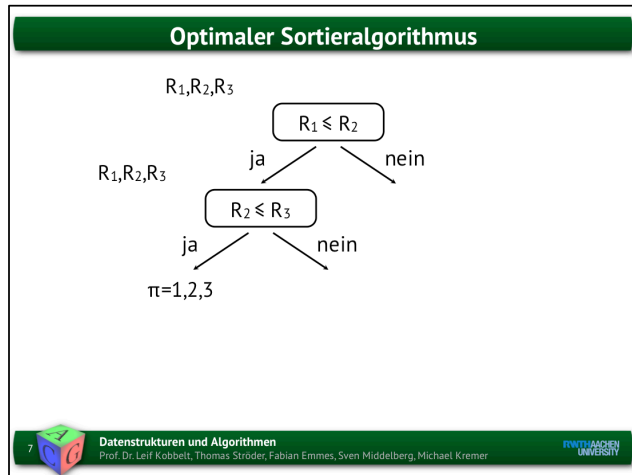 Optimaler Sortieralgorithmus
R₁,R₂,R₃
R₁ ⩽ R₂
ja nein
R₁,R₂,R₃
R₂ ⩽ R₃
ja nein
π=1,2,3
7
A C G
Datenstrukturen und Algorithmen
Prof. Dr. Leif Kobbelt, Thomas Ströder, Fabian Emmes, Sven Middelberg, Michael Kremer
RWTHAACHEN
UNIVERSITY